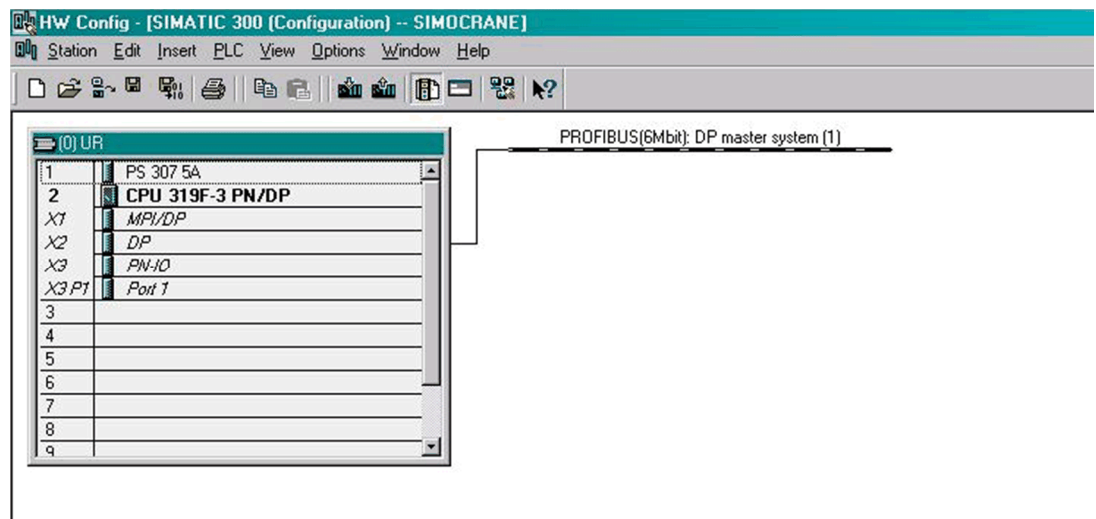 HW Config - [SIMATIC 300 (Configuration) -- SIMOCRANE]
Station Edit Insert PLC View Options Window Help
(0) UR
PROFIBUS(6Mbit): DP master system (1)
1 PS 307 5A
2 CPU 319F-3 PN/DP
X1 MPI/DP
X2 DP
X3 PN-IO
X3 P1 Port 1
3
4
5
6
7
8
9